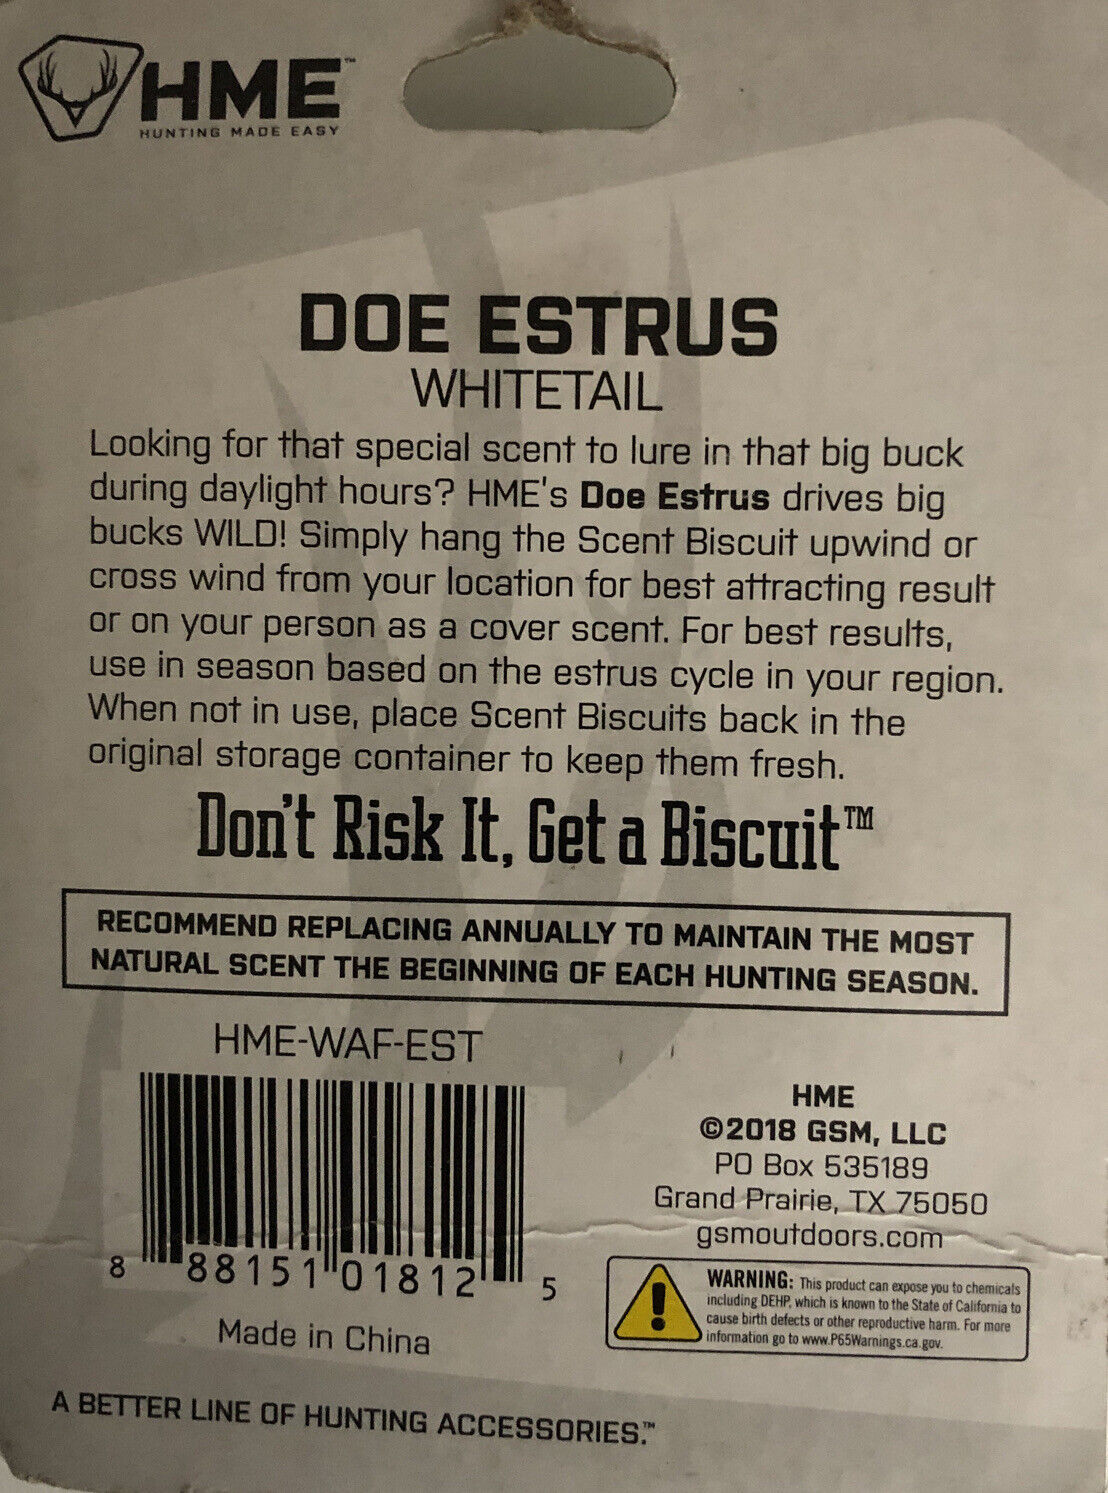 HME™
HUNTING MADE EASY
DOE ESTRUS
WHITETAIL
Looking for that special scent to lure in that big buck
during daylight hours? HME's Doe Estrus drives big
bucks WILD! Simply hang the Scent Biscuit upwind or
cross wind from your location for best attracting result
or on your person as a cover scent. For best results,
use in season based on the estrus cycle in your region.
When not in use, place Scent Biscuits back in the
original storage container to keep them fresh.
Don't Risk It, Get a Biscuit™
RECOMMEND REPLACING ANNUALLY TO MAINTAIN THE MOST
NATURAL SCENT THE BEGINNING OF EACH HUNTING SEASON.
HME-WAF-EST
8 88151 01812 5
Made in China
HME
©2018 GSM, LLC
PO Box 535189
Grand Prairie, TX 75050
gsmoutdoors.com
WARNING: This product can expose you to chemicals
including DEHP, which is known to the State of California to
cause birth defects or other reproductive harm. For more
information go to www.P65Warnings.ca.gov.
A BETTER LINE OF HUNTING ACCESSORIES.™